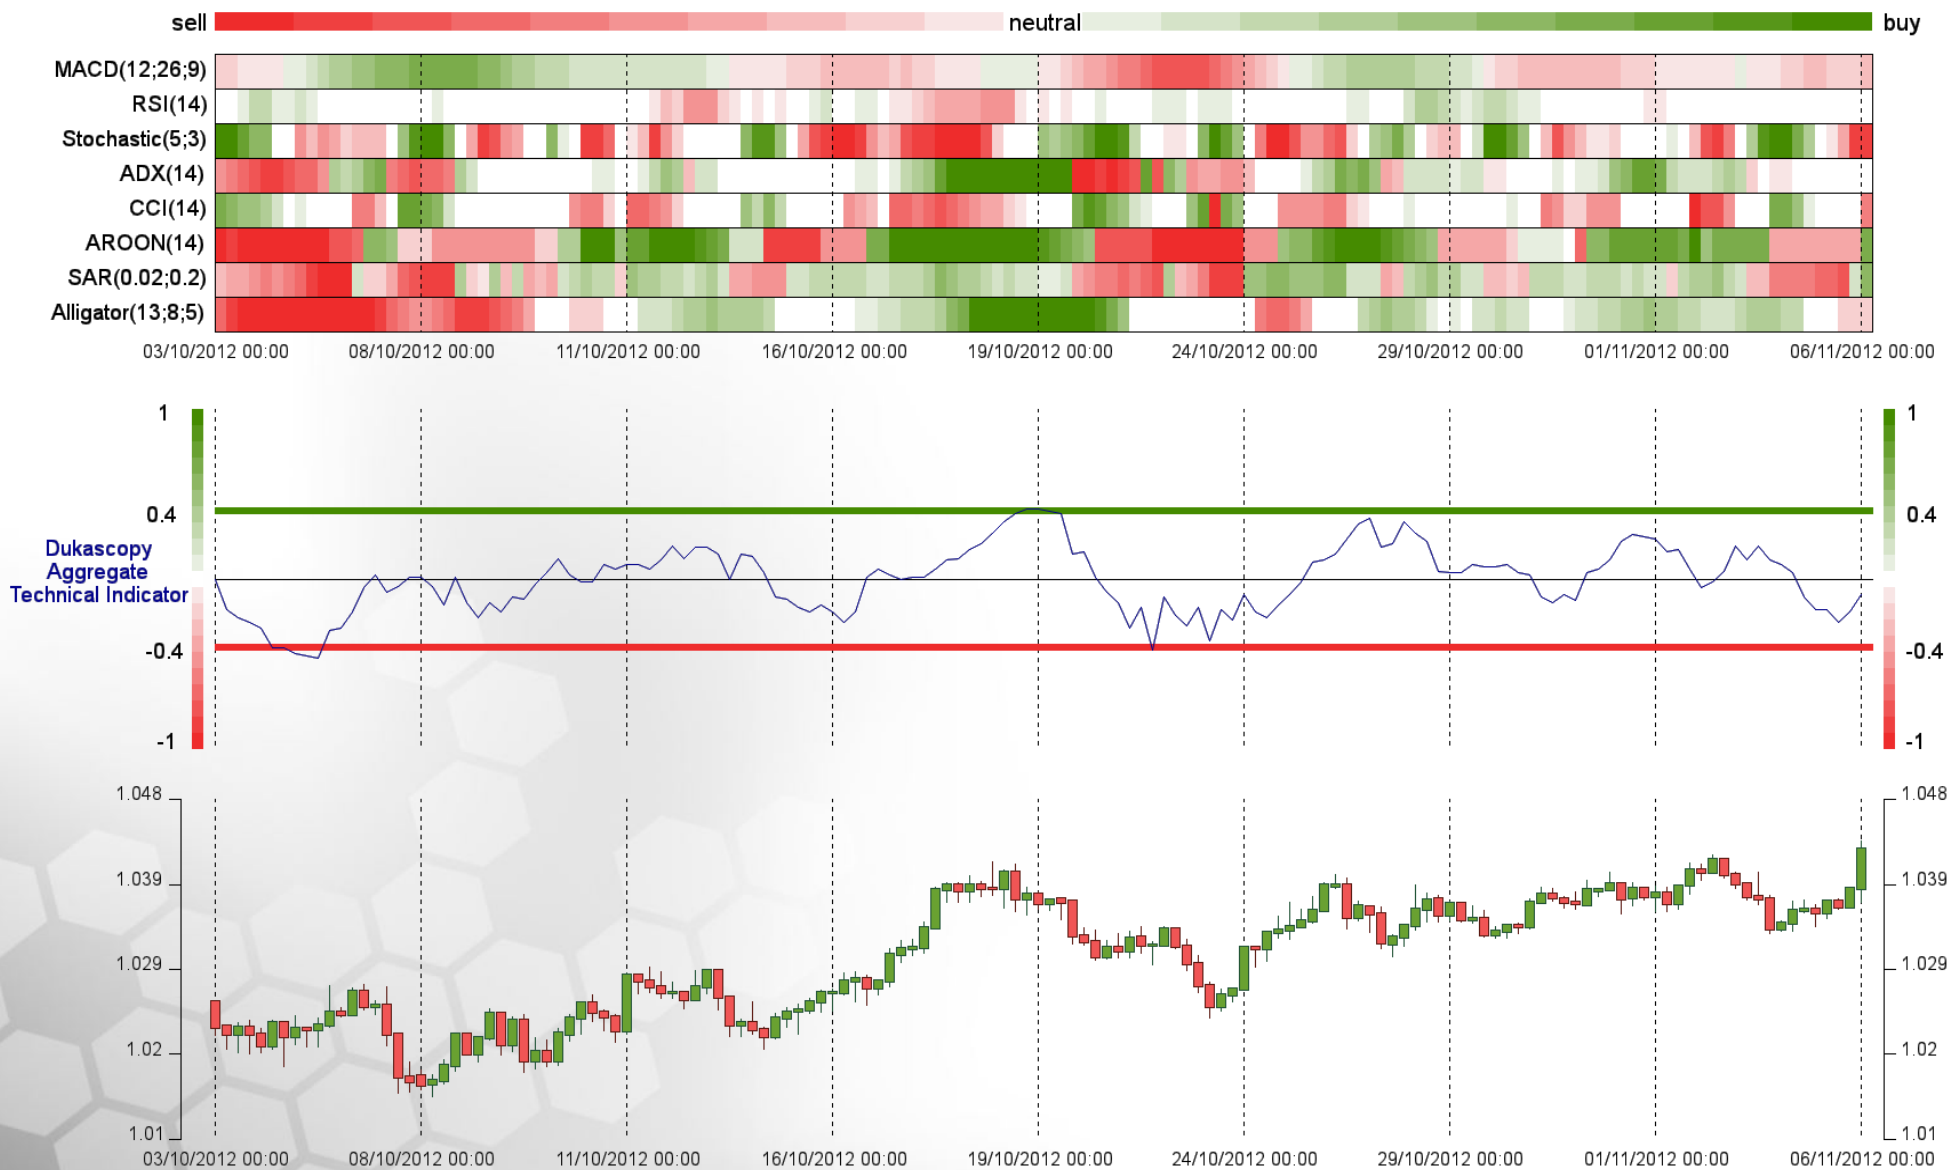 sell neutral buy
MACD(12;26;9)
RSI(14)
Stochastic(5;3)
ADX(14)
CCI(14)
AROON(14)
SAR(0.02;0.2)
Alligator(13;8;5)
03/10/2012 00:00 08/10/2012 00:00 11/10/2012 00:00 16/10/2012 00:00 19/10/2012 00:00 24/10/2012 00:00 29/10/2012 00:00 01/11/2012 00:00 06/11/2012 00:00
1 1
0.4 0.4
Dukascopy
Aggregate
Technical Indicator
-0.4 -0.4
-1 -1
1.048 1.048
1.039 1.039
1.029 1.029
1.02 1.02
1.01 1.01
03/10/2012 00:00 08/10/2012 00:00 11/10/2012 00:00 16/10/2012 00:00 19/10/2012 00:00 24/10/2012 00:00 29/10/2012 00:00 01/11/2012 00:00 06/11/2012 00:00